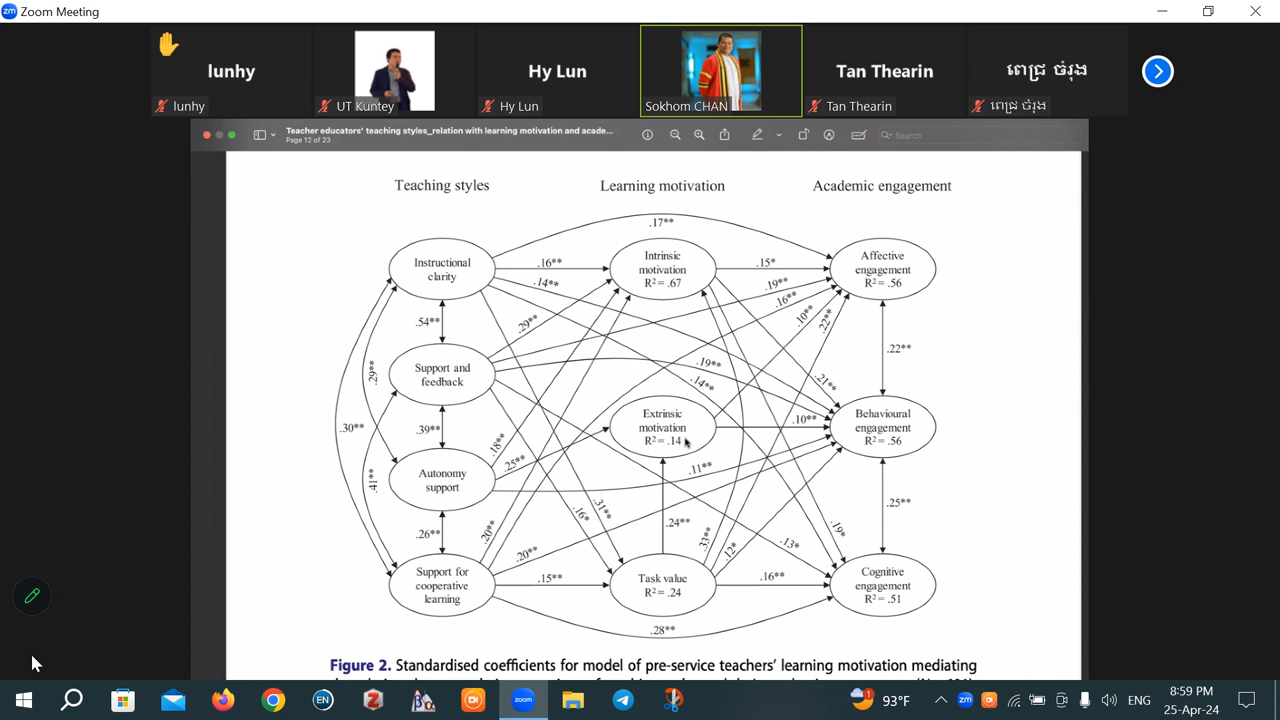 Zoom Meeting
lunhy
Hy Lun
Tan Thearin
ពេជ្រ ចំរុង
lunhy
UT Kuntey
Hy Lun
Sokhom CHAN
Tan Thearin
ពេជ្រ ចំរុង
Teacher educators' teaching styles_relation with learning motivation and acade...
Page 12 of 23
Search
Teaching styles
Learning motivation
Academic engagement
.17**
Instructional
clarity
.16**
.14**
Intrinsic
motivation
R² = .67
.15*
.19**
.16**
Affective
engagement
R² = .56
.54**
.29**
.10**
.22**
.22**
Support and
feedback
.29**
.19**
.14**
.21**
.30**
.39**
.18**
.25**
Extrinsic
motivation
R² = .14
.10**
Behavioural
engagement
R² = .56
.41**
Autonomy
support
.11**
.16*
.31**
.25**
.26**
.20**
.24**
.33**
.12*
.13*
.19*
.20**
Support for
cooperative
learning
.15**
Task value
R² = .24
.16**
Cognitive
engagement
R² = .51
.28**
Figure 2. Standardised coefficients for model of pre-service teachers' learning motivation mediating
EN
1
93°F
ENG
8:59 PM
25-Apr-24